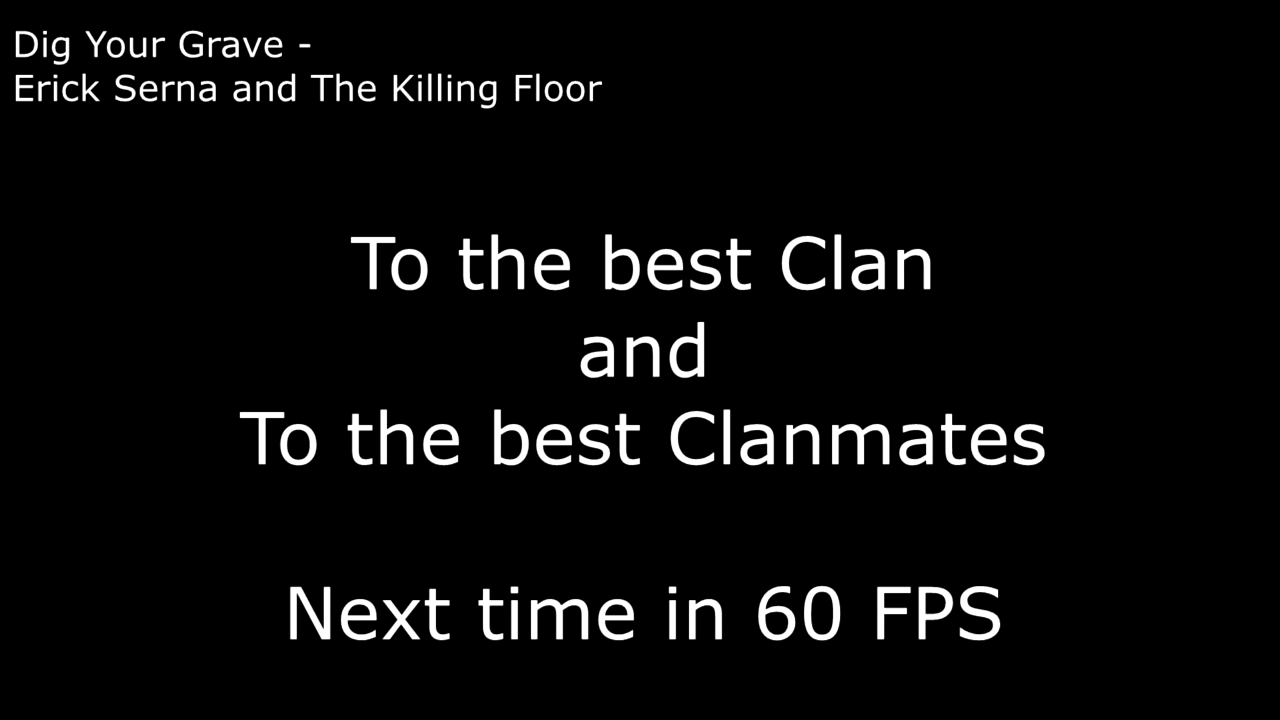 Dig Your Grave -
Erick Serna and The Killing Floor
To the best Clan
and
To the best Clanmates
Next time in 60 FPS